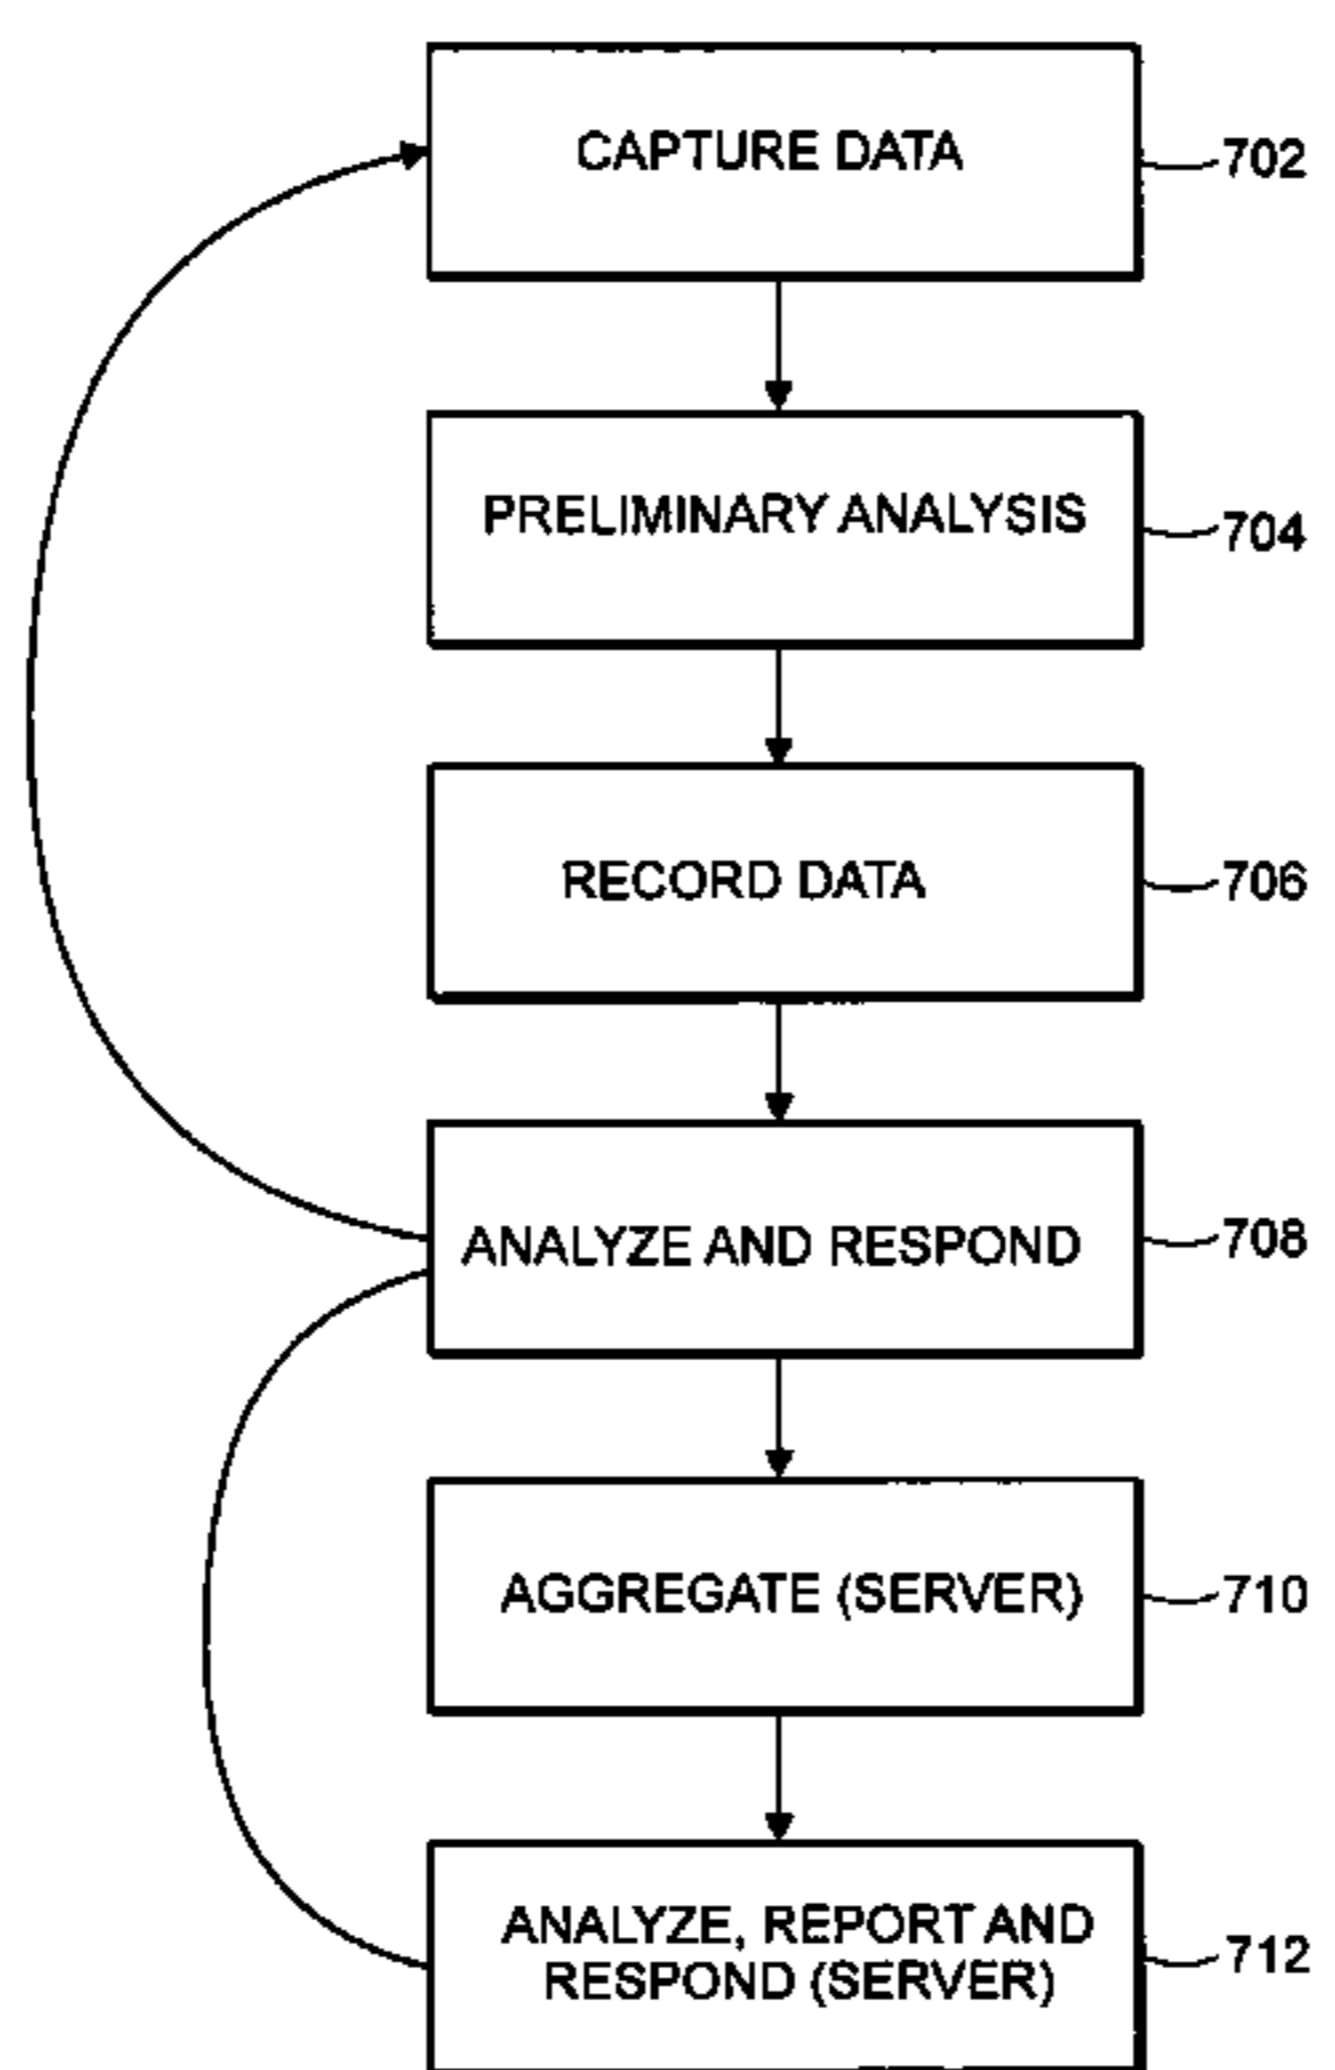 CAPTURE DATA
702
PRELIMINARY ANALYSIS
704
RECORD DATA
706
ANALYZE AND RESPOND
708
AGGREGATE (SERVER)
710
ANALYZE, REPORT AND
RESPOND (SERVER)
712